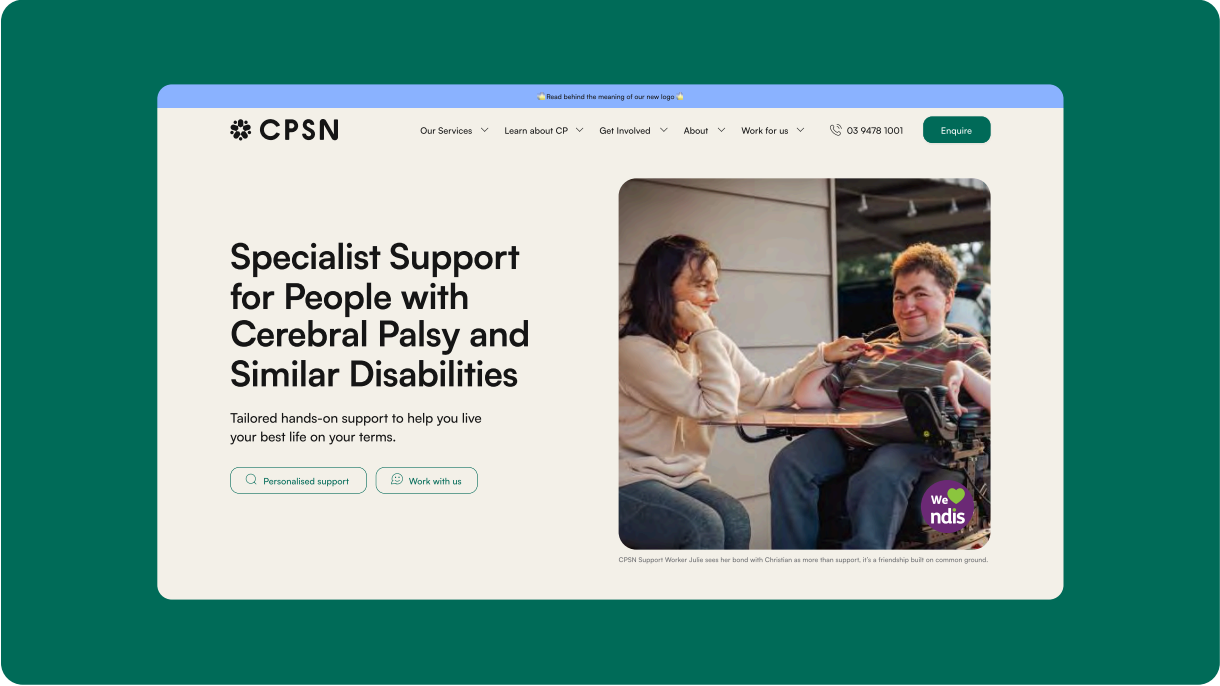 Read behind the meaning of our new logo
CPSN
Our Services
Learn about CP
Get Involved
About
Work for us
03 9478 1001
Enquire
Specialist Support
for People with
Cerebral Palsy and
Similar Disabilities
Tailored hands-on support to help you live
your best life on your terms.
Personalised support
Work with us
We
ndis
CPSN Support Worker Julie sees her bond with Christian as more than support, it's a friendship built on common ground.